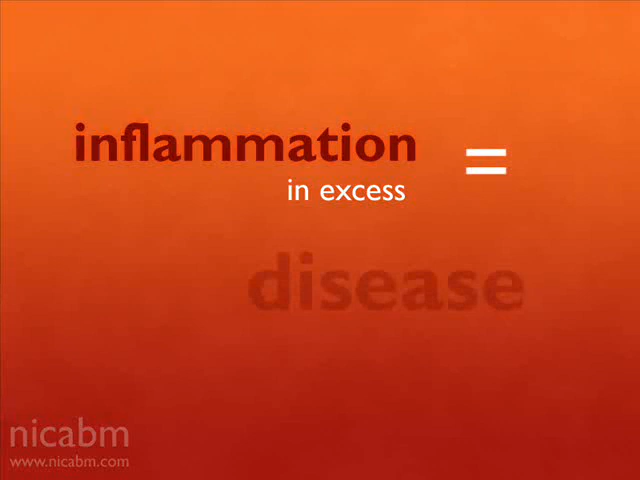 inflammation =
in excess
disease
nicabm
www.nicabm.com